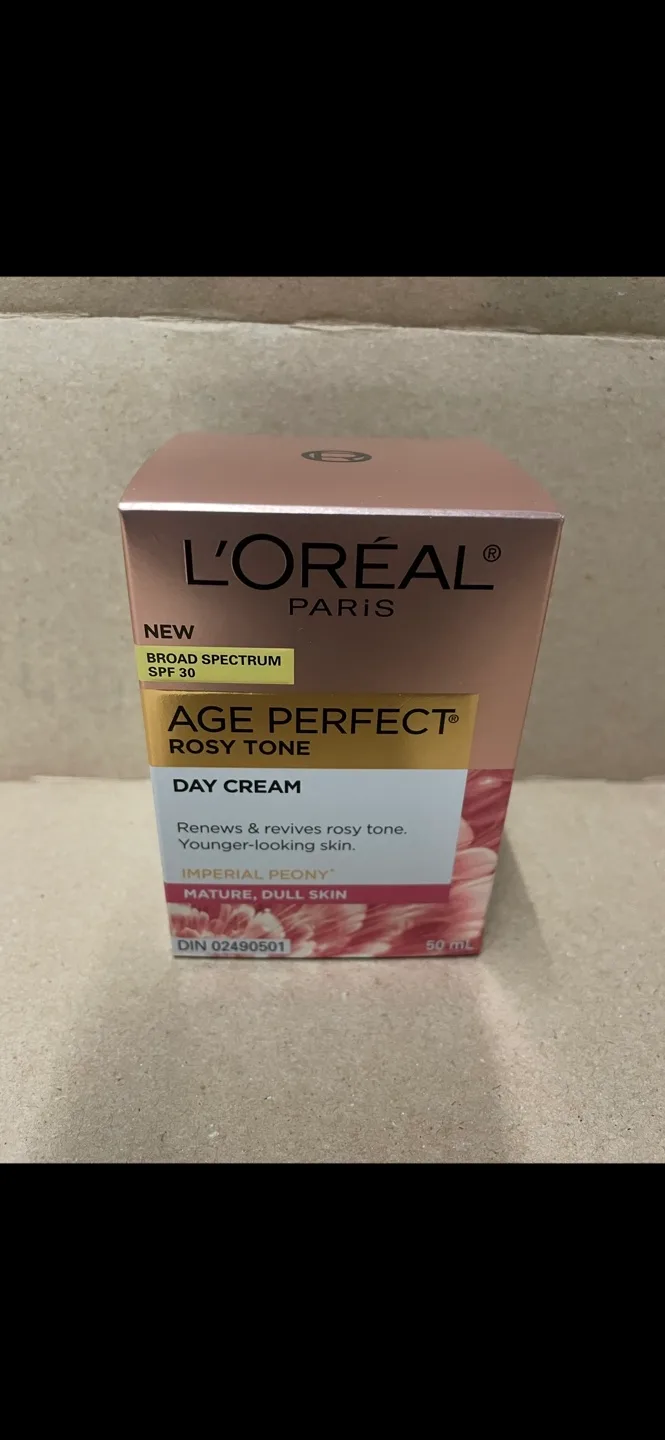 L'ORÉAL®
PARiS
NEW
BROAD SPECTRUM
SPF 30
AGE PERFECT®
ROSY TONE
DAY CREAM
Renews & revives rosy tone.
Younger-looking skin.
IMPERIAL PEONY*
MATURE, DULL SKIN
DIN 02490501
50 mL